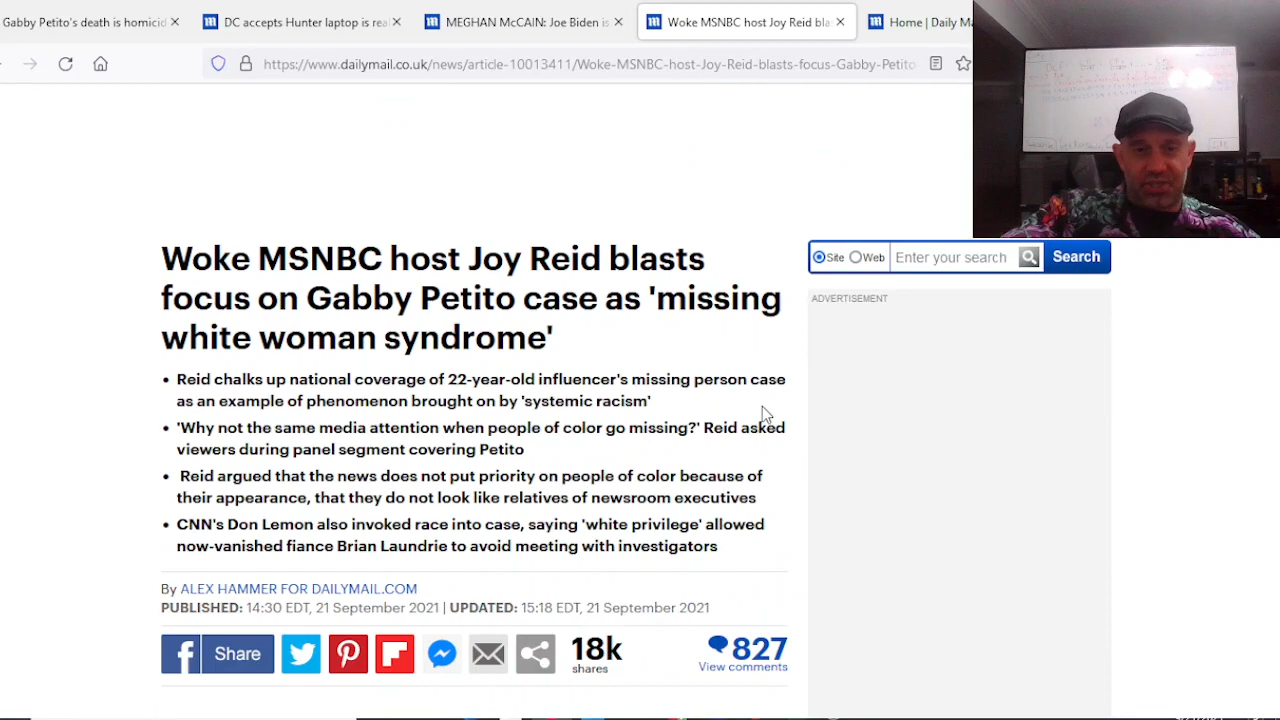 Gabby Petito's death is homicid
DC accepts Hunter laptop is rea
MEGHAN McCAIN: Joe Biden is
Woke MSNBC host Joy Reid bla
Home | Daily Ma
https://www.dailymail.co.uk/news/article-10013411/Woke-MSNBC-host-Joy-Reid-blasts-focus-Gabby-Petito
Woke MSNBC host Joy Reid blasts
focus on Gabby Petito case as 'missing
white woman syndrome'
Site Web Enter your search Search
ADVERTISEMENT
• Reid chalks up national coverage of 22-year-old influencer's missing person case
as an example of phenomenon brought on by 'systemic racism'
• 'Why not the same media attention when people of color go missing?' Reid asked
viewers during panel segment covering Petito
• Reid argued that the news does not put priority on people of color because of
their appearance, that they do not look like relatives of newsroom executives
• CNN's Don Lemon also invoked race into case, saying 'white privilege' allowed
now-vanished fiance Brian Laundrie to avoid meeting with investigators
By ALEX HAMMER FOR DAILYMAIL.COM
PUBLISHED: 14:30 EDT, 21 September 2021 | UPDATED: 15:18 EDT, 21 September 2021
Share
18k
shares
827
View comments